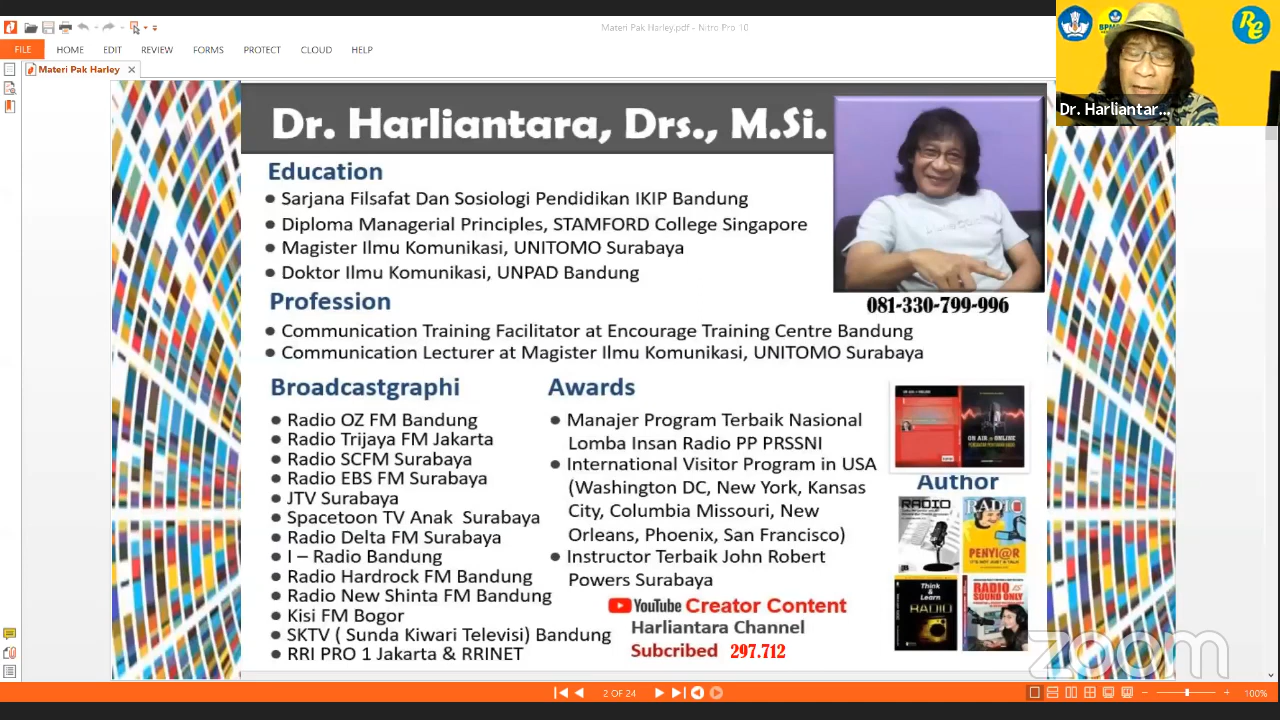 Materi Pak Harley.pdf - Nitro Pro 10
FILE HOME EDIT REVIEW FORMS PROTECT CLOUD HELP
Materi Pak Harley
Dr. Harliantar...
Dr. Harliantara, Drs., M.Si.
Education
Sarjana Filsafat Dan Sosiologi Pendidikan IKIP Bandung
Diploma Managerial Principles, STAMFORD College Singapore
Magister Ilmu Komunikasi, UNITOMO Surabaya
Doktor Ilmu Komunikasi, UNPAD Bandung
081-330-799-996
Profession
Communication Training Facilitator at Encourage Training Centre Bandung
Communication Lecturer at Magister Ilmu Komunikasi, UNITOMO Surabaya
Broadcastgraphi
Radio OZ FM Bandung
Radio Trijaya FM Jakarta
Radio SCFM Surabaya
Radio EBS FM Surabaya
JTV Surabaya
Spacetoon TV Anak Surabaya
Radio Delta FM Surabaya
I – Radio Bandung
Radio Hardrock FM Bandung
Radio New Shinta FM Bandung
Kisi FM Bogor
SKTV ( Sunda Kiwari Televisi) Bandung
RRI PRO 1 Jakarta & RRINET
Awards
Manajer Program Terbaik Nasional
Lomba Insan Radio PP PRSSNI
International Visitor Program in USA
(Washington DC, New York, Kansas
City, Columbia Missouri, New
Orleans, Phoenix, San Francisco)
Instructor Terbaik John Robert
Powers Surabaya
YouTube Creator Content
Harliantara Channel
Subcribed 297.712
ON AIR
ONLINE
Author
RADIO
RADIO
PENYI@R
Think &
Learn
RADIO
RADIO IS
SOUND ONLY
zoom
2 OF 24
100%